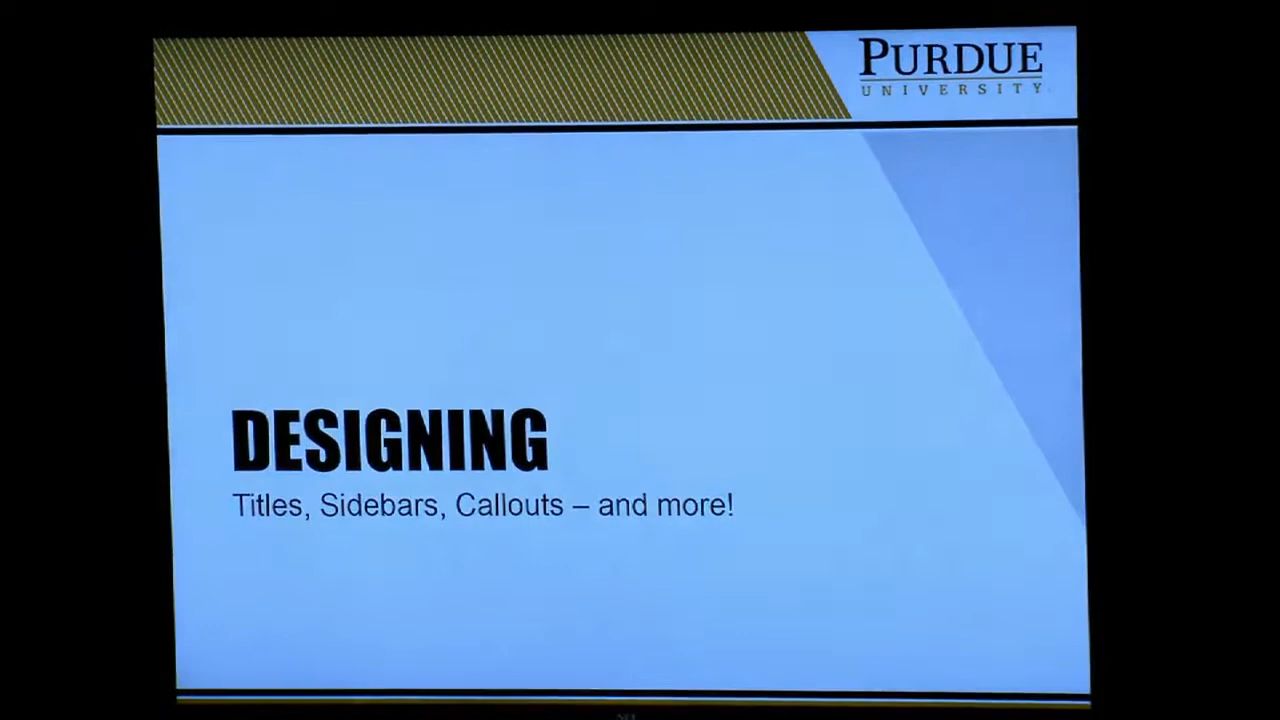 PURDUE
UNIVERSITY
DESIGNING
Titles, Sidebars, Callouts – and more!